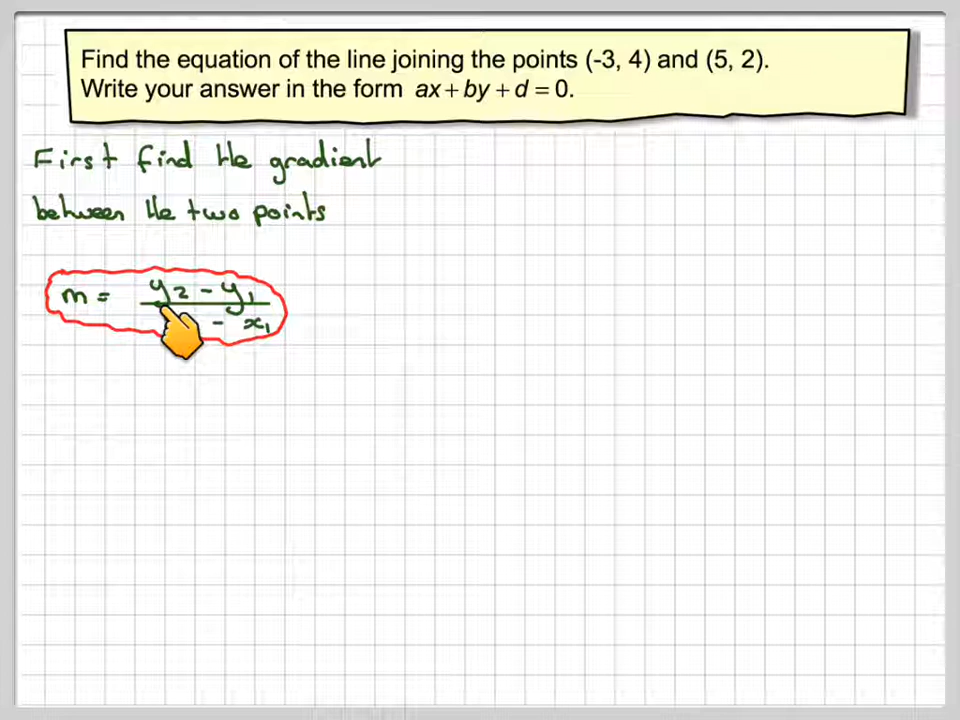 Find the equation of the line joining the points (-3, 4) and (5, 2).
Write your answer in the form ax + by + d = 0.
First find the gradient
between the two points
m = y₂ - y₁
- x₁